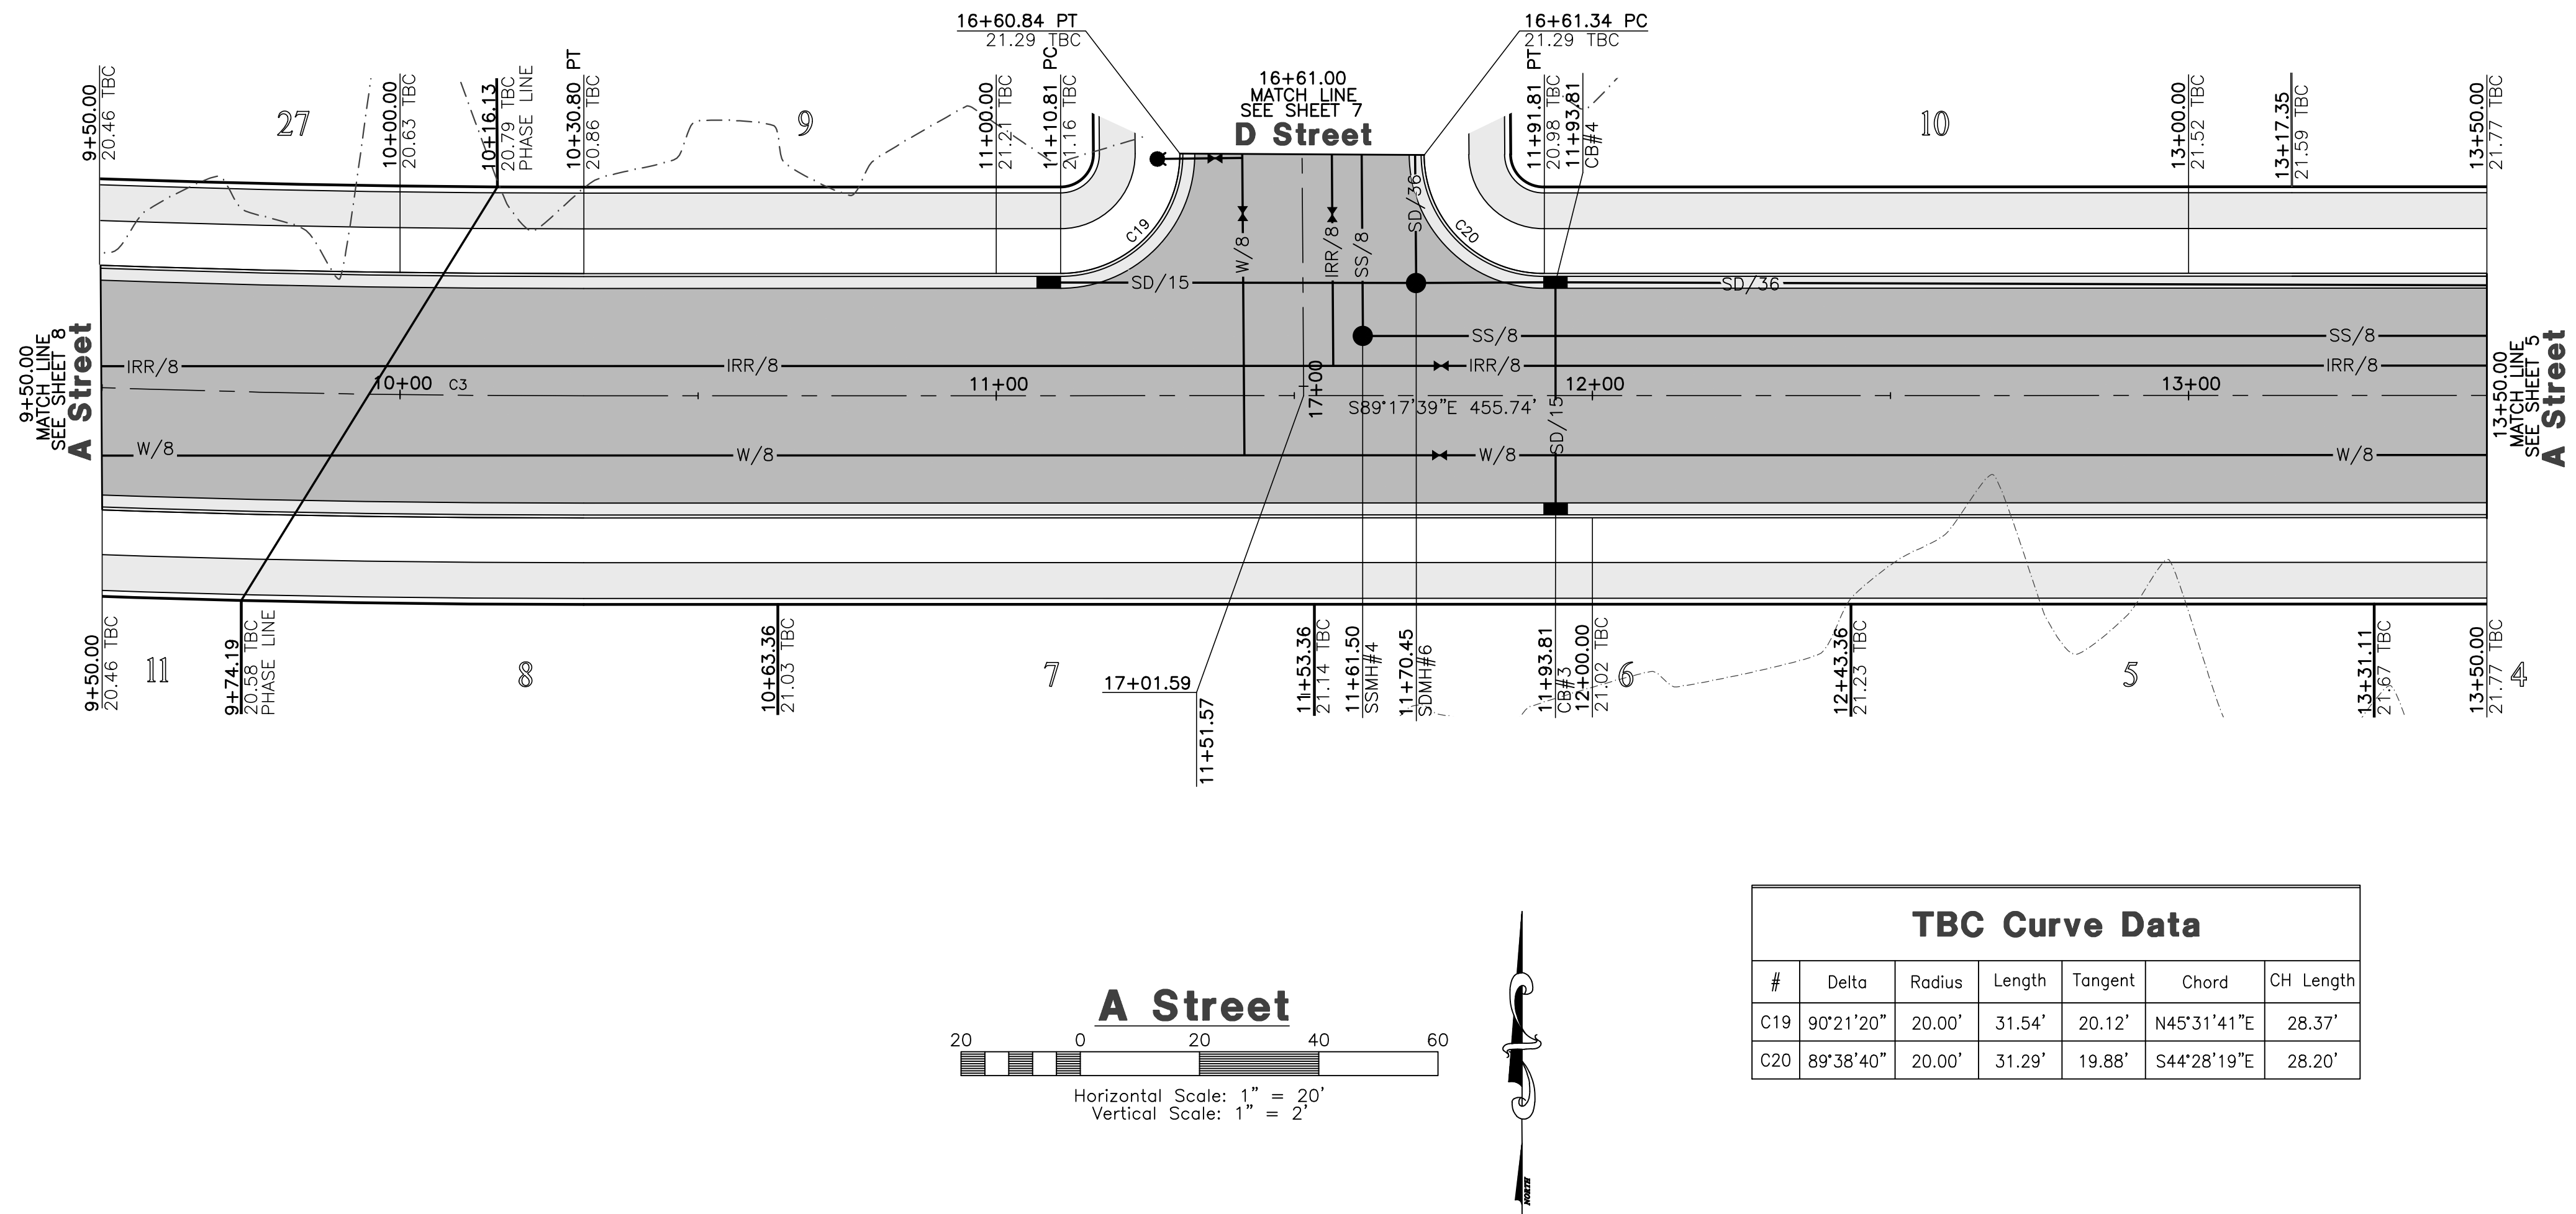 16+60.84 PT
21.29 TBC
16+61.34 PC
21.29 TBC
9+50.00
20.46 TBC
27
10+00.00
20.63 TBC
10+16.13
20.79 TBC
PHASE LINE
10+30.80 PT
20.86 TBC
9
11+00.00
21.21 TBC
11+10.81 PC
21.16 TBC
16+61.00
MATCH LINE
SEE SHEET 7
D Street
11+91.81 PT
20.98 TBC
11+93.81
CB#4
10
13+00.00
21.52 TBC
13+17.35
21.59 TBC
13+50.00
21.77 TBC
C19
W/8
IRR/8
SS/8
SD/36
C20
SD/15
SD/36
SS/8
SS/8
9+50.00
MATCH LINE
SEE SHEET 8
A Street
IRR/8
IRR/8
IRR/8
IRR/8
10+00
C3
11+00
17+00
12+00
13+00
S89°17'39"E 455.74'
SD/15
W/8
W/8
W/8
W/8
13+50.00
MATCH LINE
SEE SHEET 5
A Street
9+50.00
20.46 TBC
11
9+74.19
20.58 TBC
PHASE LINE
8
10+63.36
21.03 TBC
7
17+01.59
11+51.57
11+53.36
21.14 TBC
11+61.50
SSMH#4
11+70.45
SDMH#6
11+93.81
CB#3
12+00.00
21.02 TBC
6
12+43.36
21.23 TBC
5
13+31.11
21.67 TBC
13+50.00
21.77 TBC
4
A Street
20 0 20 40 60
Horizontal Scale: 1" = 20'
Vertical Scale: 1" = 2'
NORTH
TBC Curve Data
# Delta Radius Length Tangent Chord CH Length
C19 90°21'20" 20.00' 31.54' 20.12' N45°31'41"E 28.37'
C20 89°38'40" 20.00' 31.29' 19.88' S44°28'19"E 28.20'